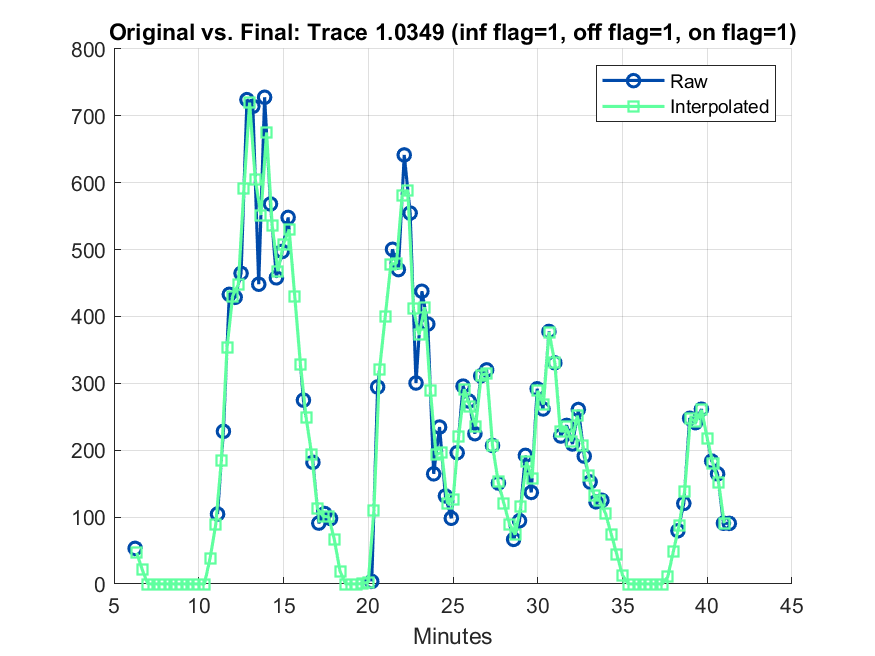 Original vs. Final: Trace 1.0349 (inf flag=1, off flag=1, on flag=1)
800
700
600
500
400
300
200
100
0
Raw
Interpolated
5 10 15 20 25 30 35 40 45
Minutes